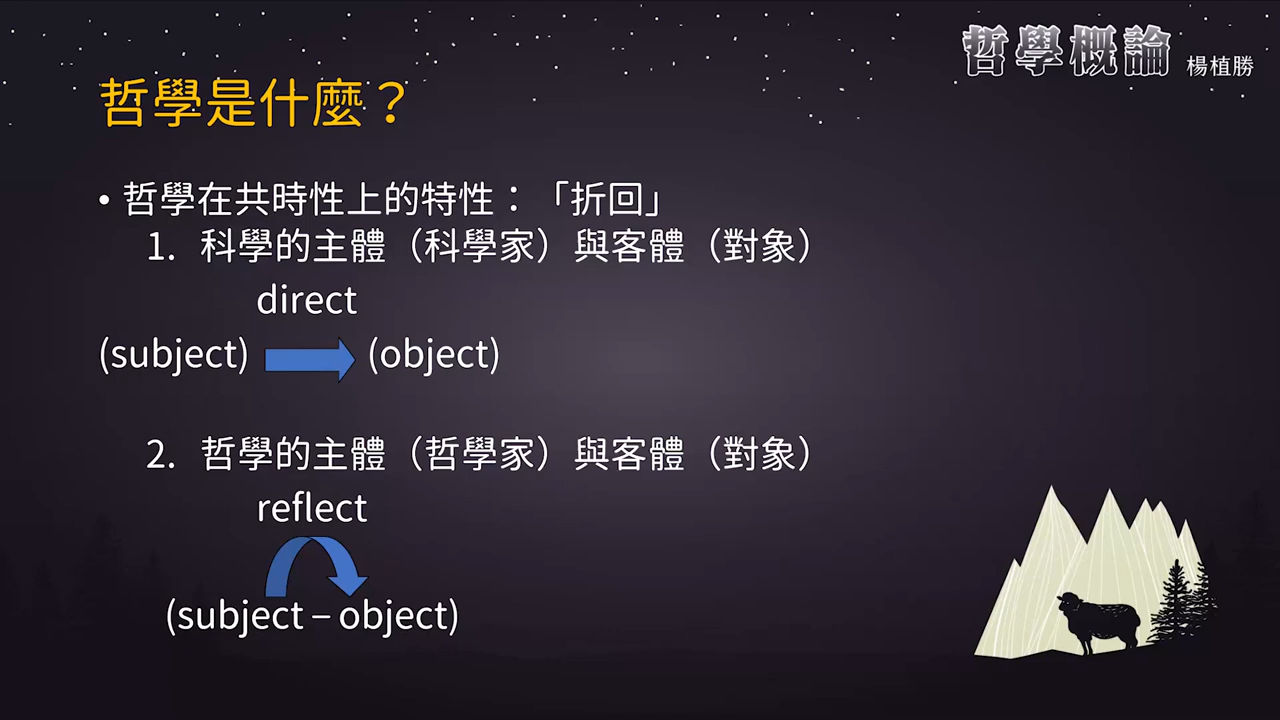 哲學概論 楊植勝
哲學是什麼？
• 哲學在共時性上的特性：「折回」
1. 科學的主體（科學家）與客體（對象）
direct
(subject) (object)
2. 哲學的主體（哲學家）與客體（對象）
reflect
(subject – object)